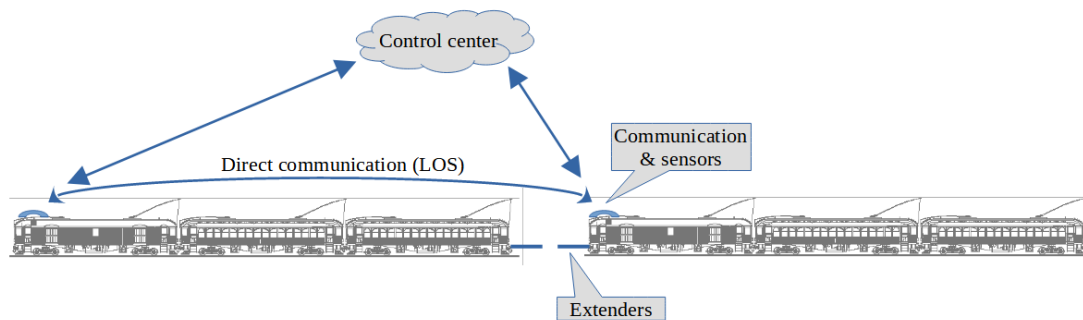 Control center
Communication
& sensors
Direct communication (LOS)
Extenders